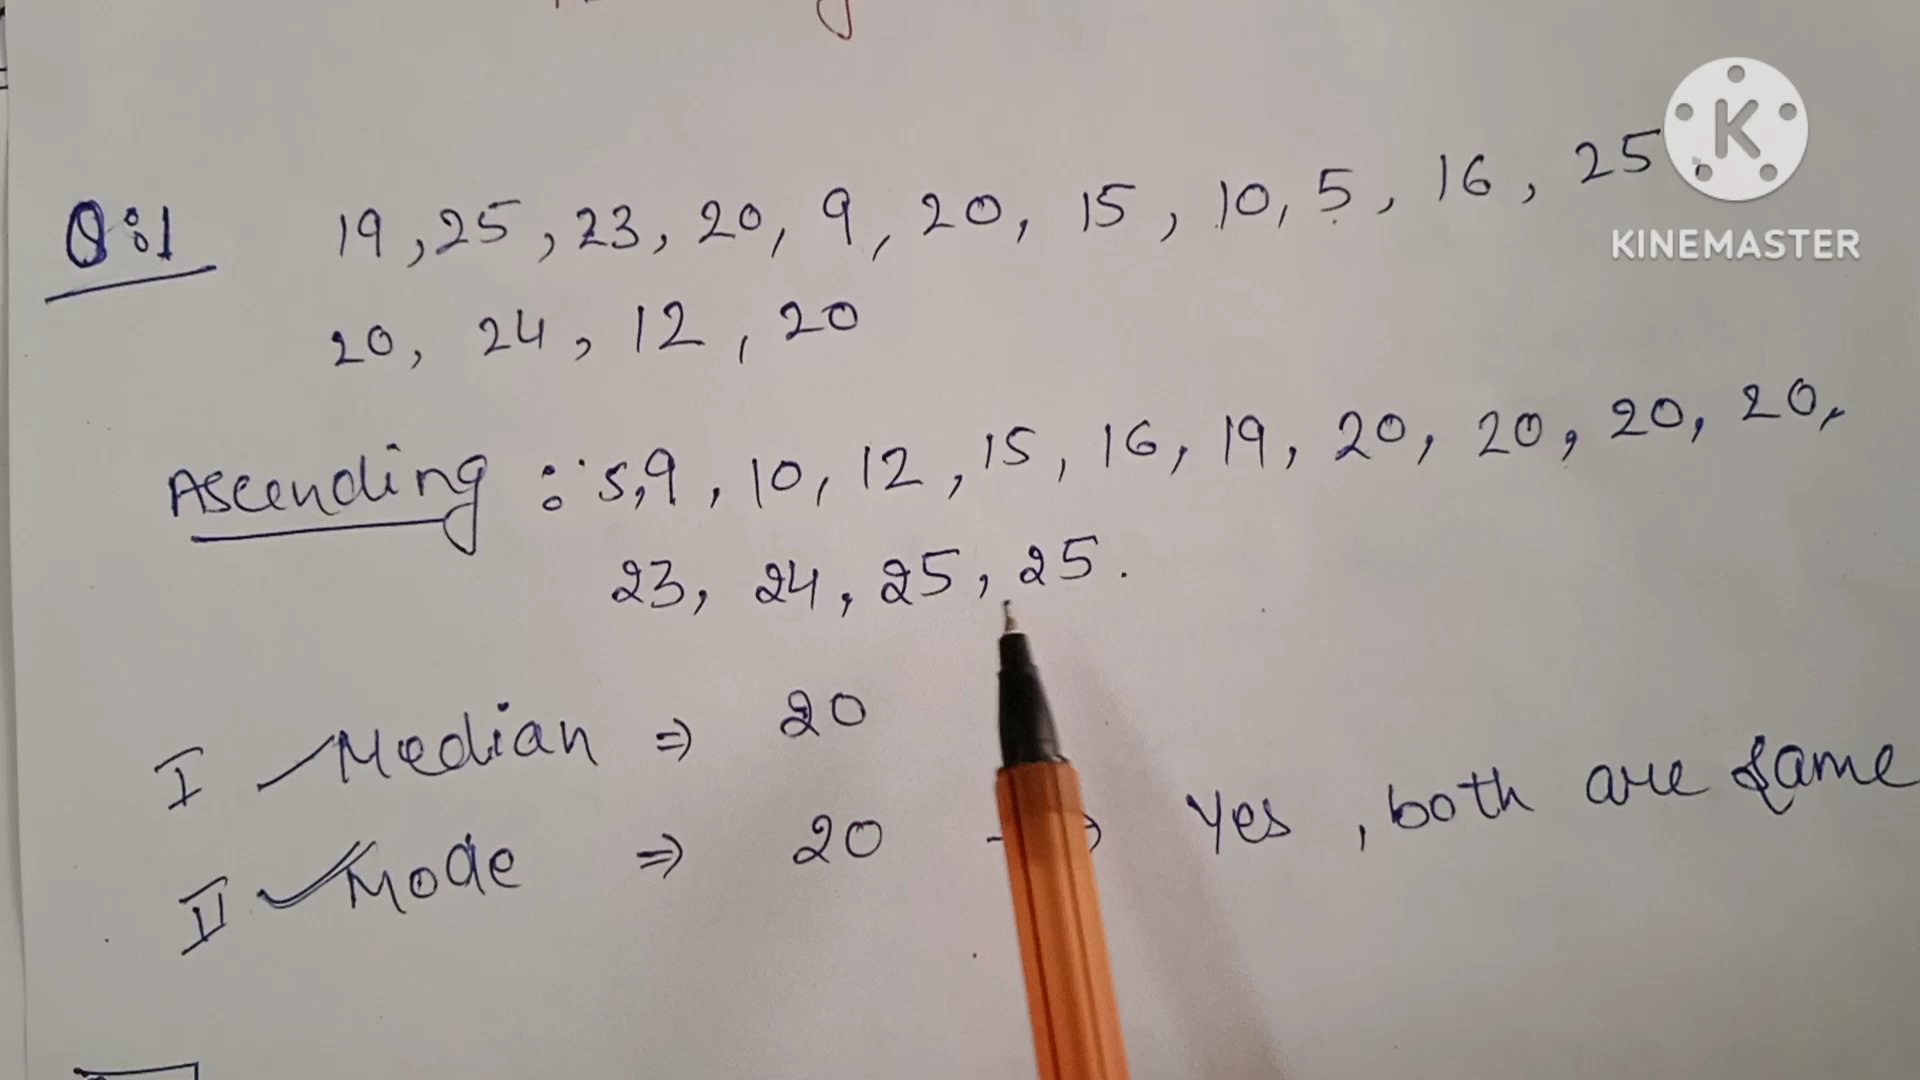 Q:1 19, 25, 23, 20, 9, 20, 15, 10, 5, 16, 25.
20, 24, 12, 20
Ascending : 5, 9, 10, 12, 15, 16, 19, 20, 20, 20, 20,
23, 24, 25, 25.
I Median ⇒ 20
II Mode ⇒ 20 → Yes, both are same
K
KINEMASTER